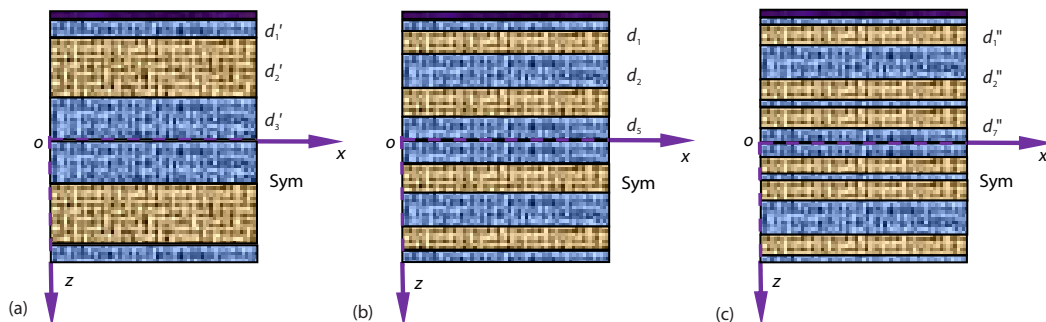 d₁′
d₂′
d₃′
o
x
Sym
z
(a)
d₁
d₂
d₅
o
x
Sym
z
(b)
d₁″
d₂″
d₇″
o
x
Sym
z
(c)